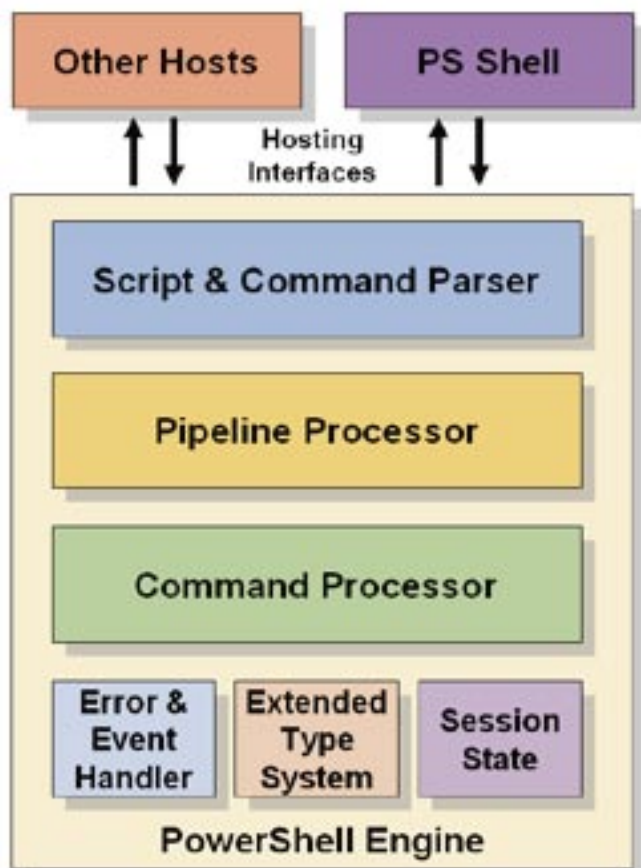 Other Hosts
PS Shell
Hosting
Interfaces
Script & Command Parser
Pipeline Processor
Command Processor
Error &
Event
Handler
Extended
Type
System
Session
State
PowerShell Engine